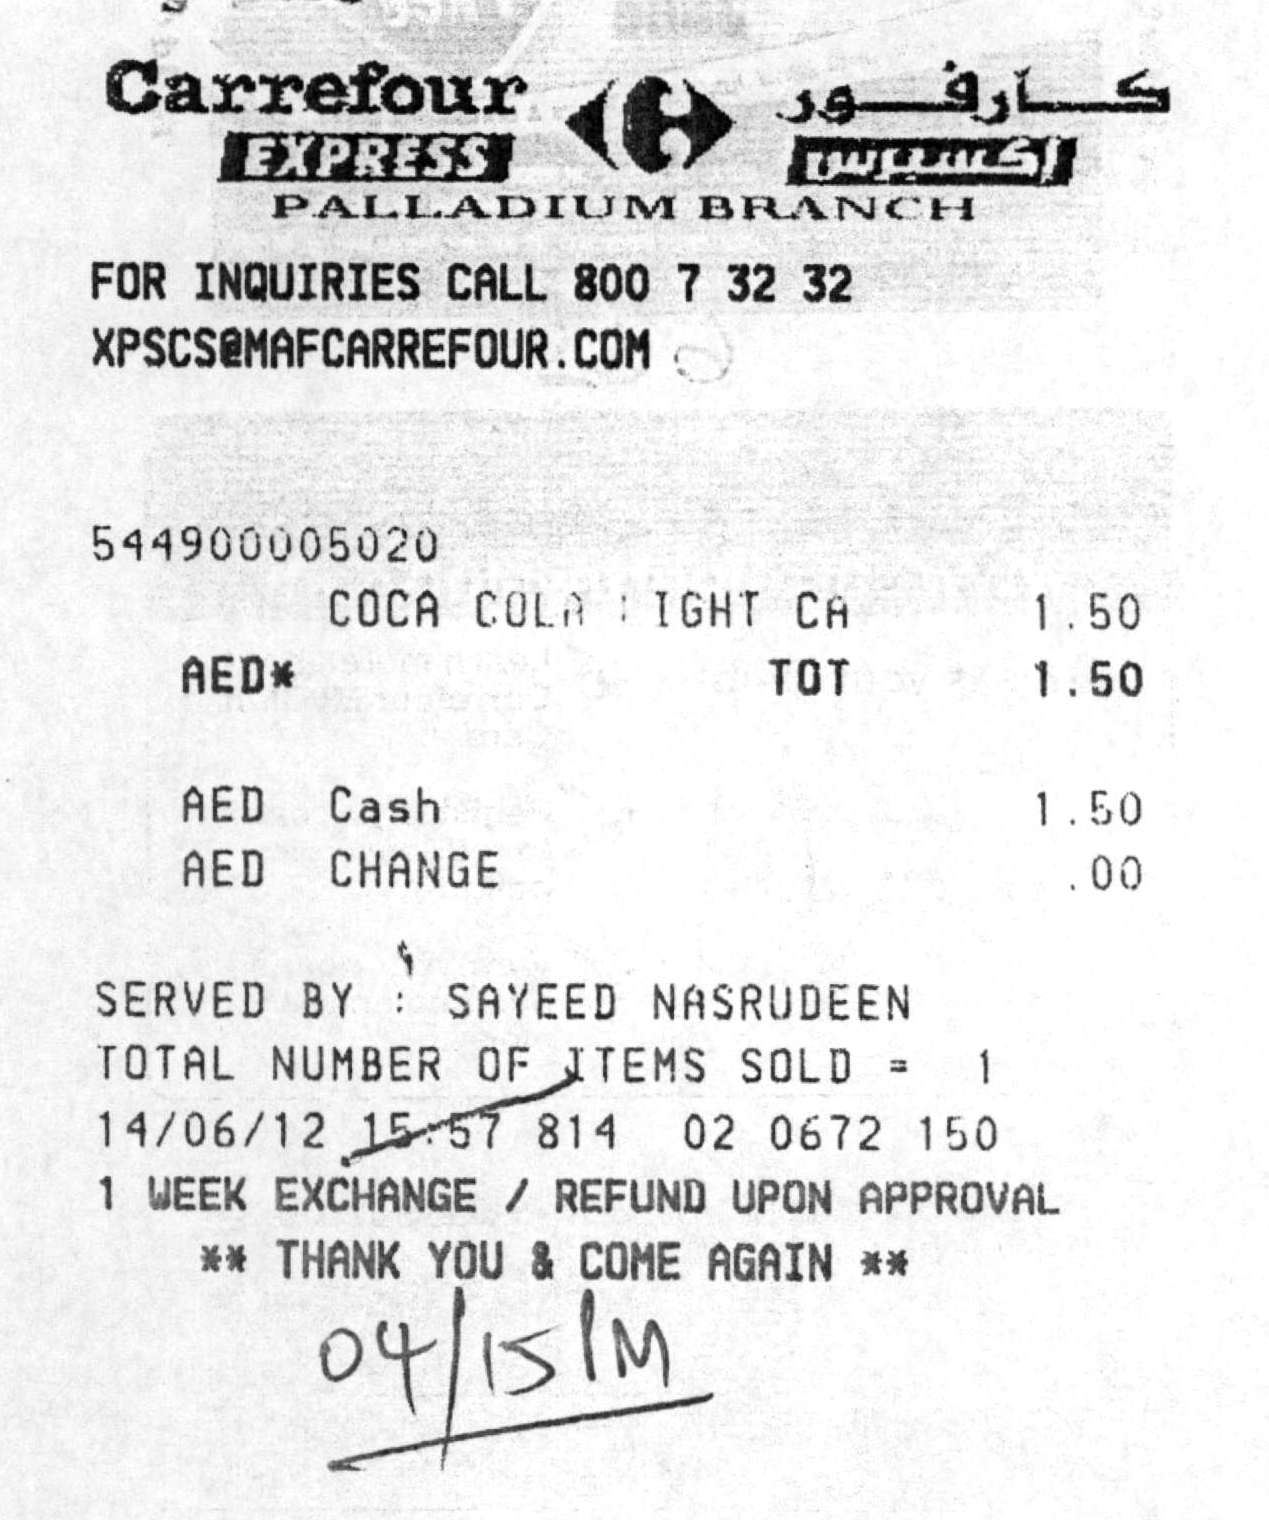 Carrefour كارفور
EXPRESS إكسبرس
PALLADIUM BRANCH
FOR INQUIRIES CALL 800 7 32 32
XPSCS@MAFCARREFOUR.COM
544900005020
COCA COLA IGHT CA 1.50
AED* TOT 1.50
AED Cash 1.50
AED CHANGE .00
SERVED BY : SAYEED NASRUDEEN
TOTAL NUMBER OF ITEMS SOLD = 1
14/06/12 15:57 814 02 0672 150
1 WEEK EXCHANGE / REFUND UPON APPROVAL
** THANK YOU & COME AGAIN **
04/15 PM